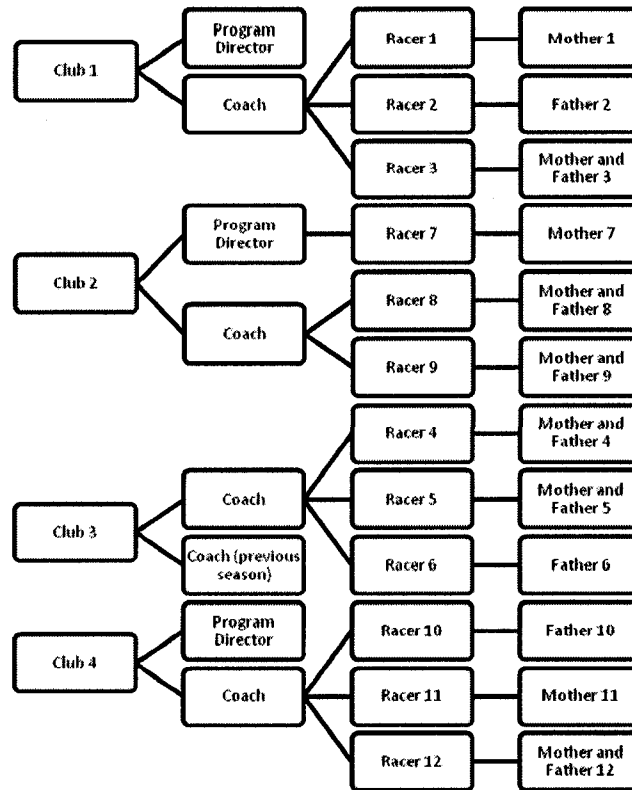 Club 1
Program
Director
Coach
Racer 1
Mother 1
Racer 2
Father 2
Racer 3
Mother and
Father 3
Club 2
Program
Director
Racer 7
Mother 7
Coach
Racer 8
Mother and
Father 8
Racer 9
Mother and
Father 9
Club 3
Coach
Racer 4
Mother and
Father 4
Racer 5
Mother and
Father 5
Racer 6
Father 6
Coach (previous
season)
Club 4
Program
Director
Coach
Racer 10
Father 10
Racer 11
Mother 11
Racer 12
Mother and
Father 12